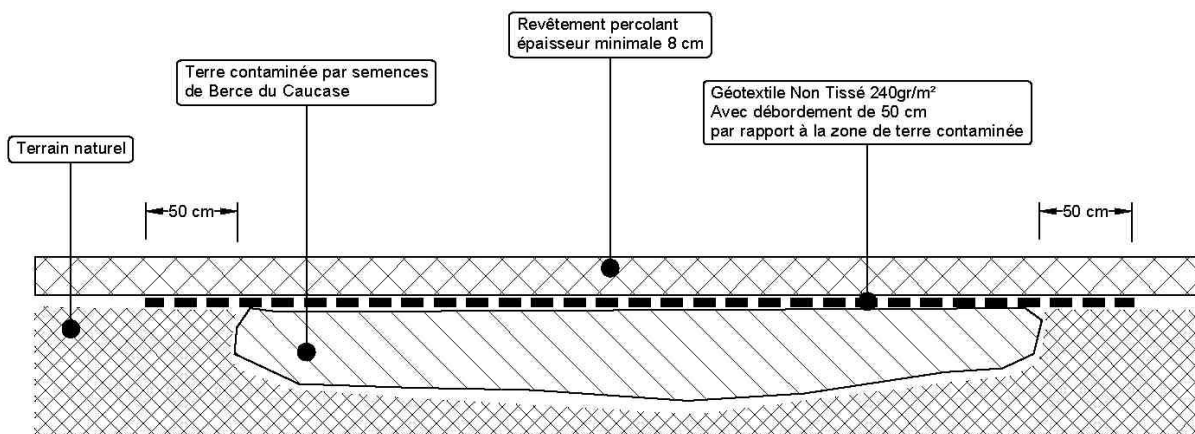 Revêtement percolant
épaisseur minimale 8 cm
Terre contaminée par semences
de Berce du Caucase
Géotextile Non Tissé 240gr/m²
Avec débordement de 50 cm
par rapport à la zone de terre contaminée
Terrain naturel
50 cm
50 cm